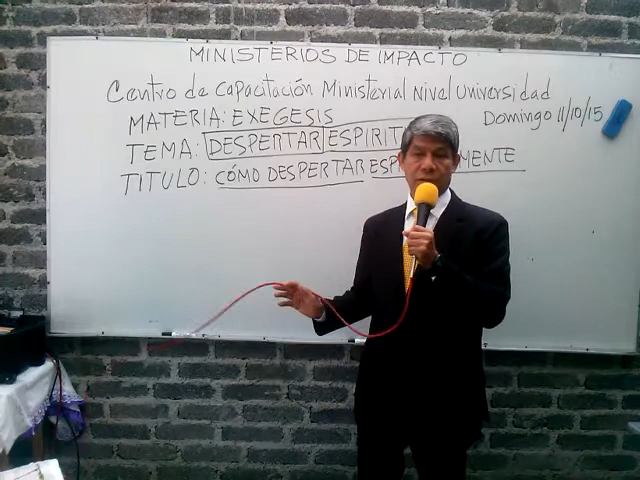 MINISTERIOS DE IMPACTO
Centro de Capacitación Ministerial Nivel Universidad
MATERIA: EXEGESIS Domingo 11/10/15
TEMA: DESPERTAR
TITULO: CÓMO DESPERTAR